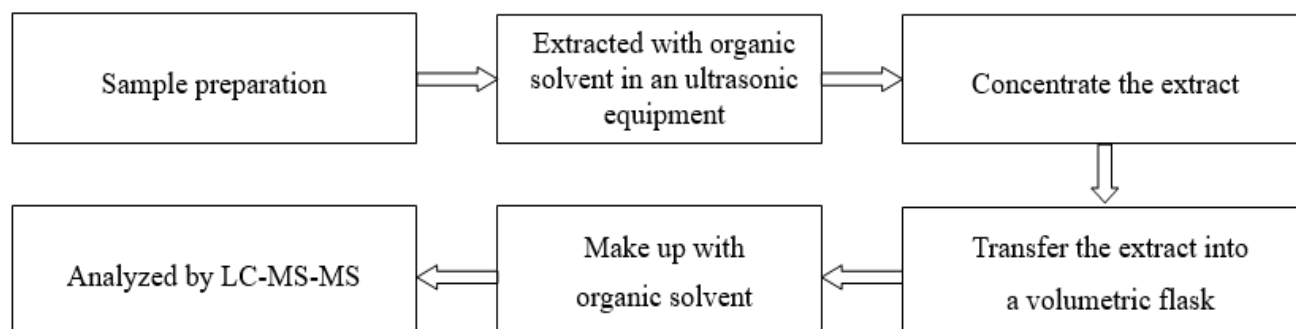 Sample preparation
Extracted with organic
solvent in an ultrasonic
equipment
Concentrate the extract
Transfer the extract into
a volumetric flask
Make up with
organic solvent
Analyzed by LC-MS-MS